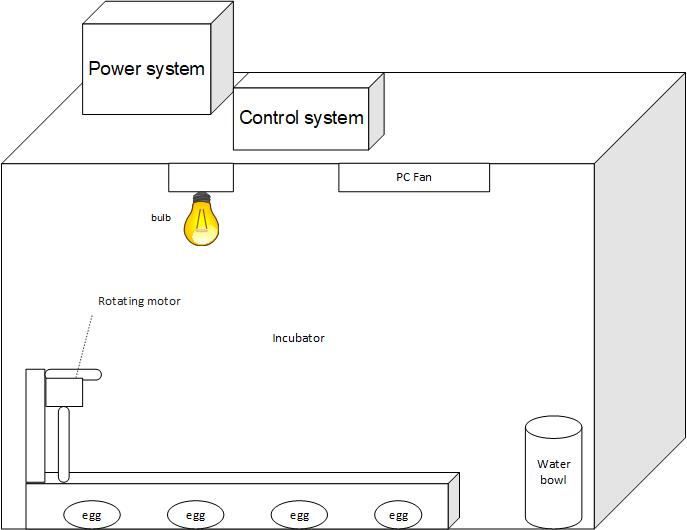 Power system
Control system
PC Fan
bulb
Rotating motor
Incubator
Water
bowl
egg
egg
egg
egg